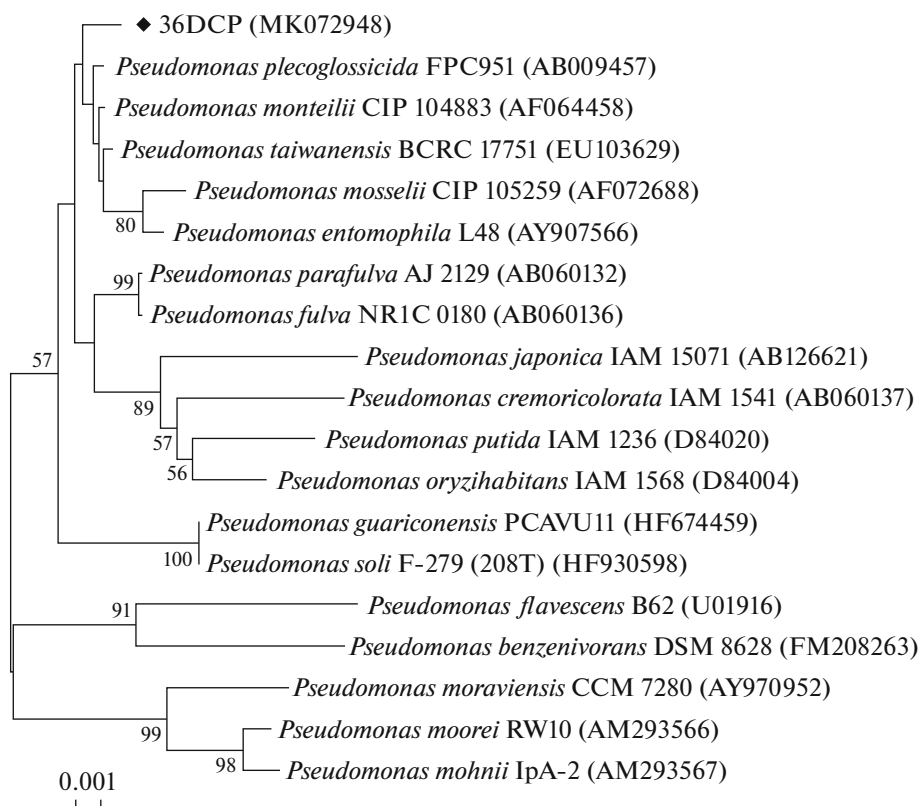 ◆ 36DCP (MK072948)
Pseudomonas plecoglossicida FPC951 (AB009457)
Pseudomonas monteilii CIP 104883 (AF064458)
Pseudomonas taiwanensis BCRC 17751 (EU103629)
Pseudomonas mosselii CIP 105259 (AF072688)
80
Pseudomonas entomophila L48 (AY907566)
99
Pseudomonas parafulva AJ 2129 (AB060132)
Pseudomonas fulva NR1C 0180 (AB060136)
57
Pseudomonas japonica IAM 15071 (AB126621)
89
Pseudomonas cremoricolorata IAM 1541 (AB060137)
57
Pseudomonas putida IAM 1236 (D84020)
56
Pseudomonas oryzihabitans IAM 1568 (D84004)
Pseudomonas guariconensis PCAVU11 (HF674459)
100
Pseudomonas soli F-279 (208T) (HF930598)
91
Pseudomonas flavescens B62 (U01916)
Pseudomonas benzenivorans DSM 8628 (FM208263)
Pseudomonas moraviensis CCM 7280 (AY970952)
99
Pseudomonas moorei RW10 (AM293566)
98
Pseudomonas mohnii IpA-2 (AM293567)
0.001